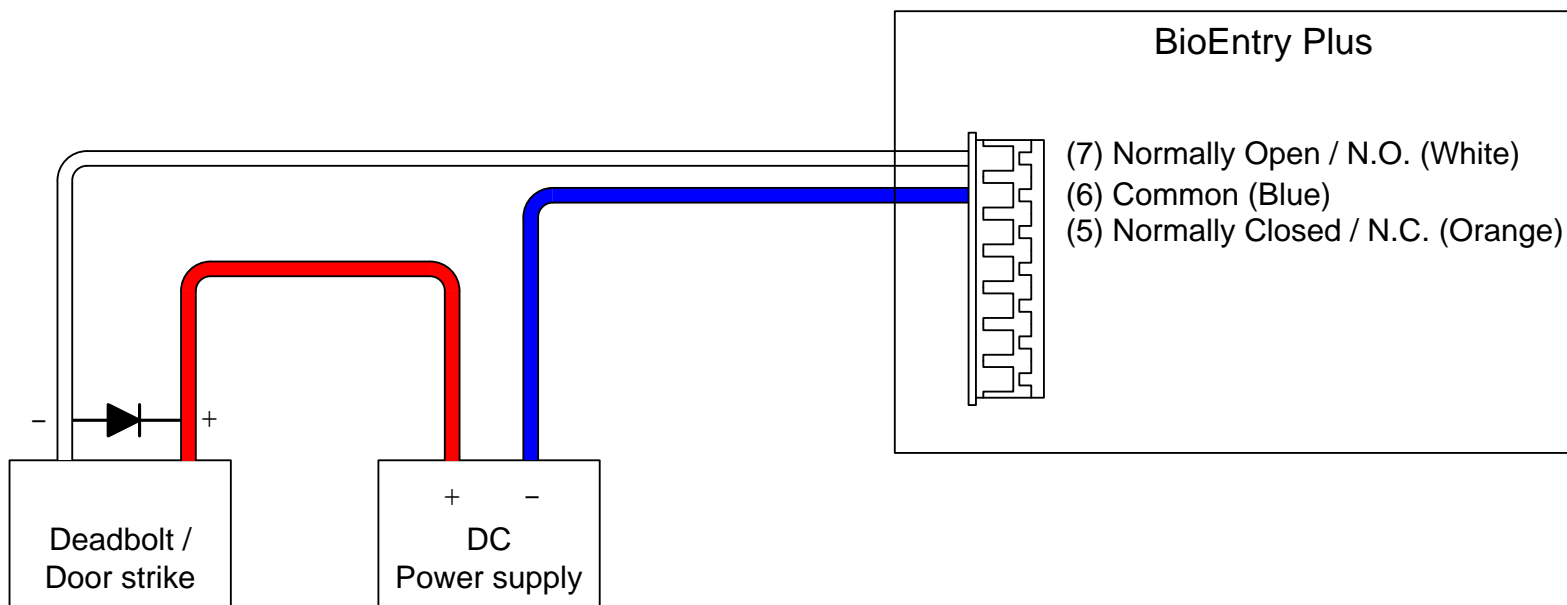 BioEntry Plus
(7) Normally Open / N.O. (White)
(6) Common (Blue)
(5) Normally Closed / N.C. (Orange)
− +
+ −
Deadbolt /
Door strike
DC
Power supply